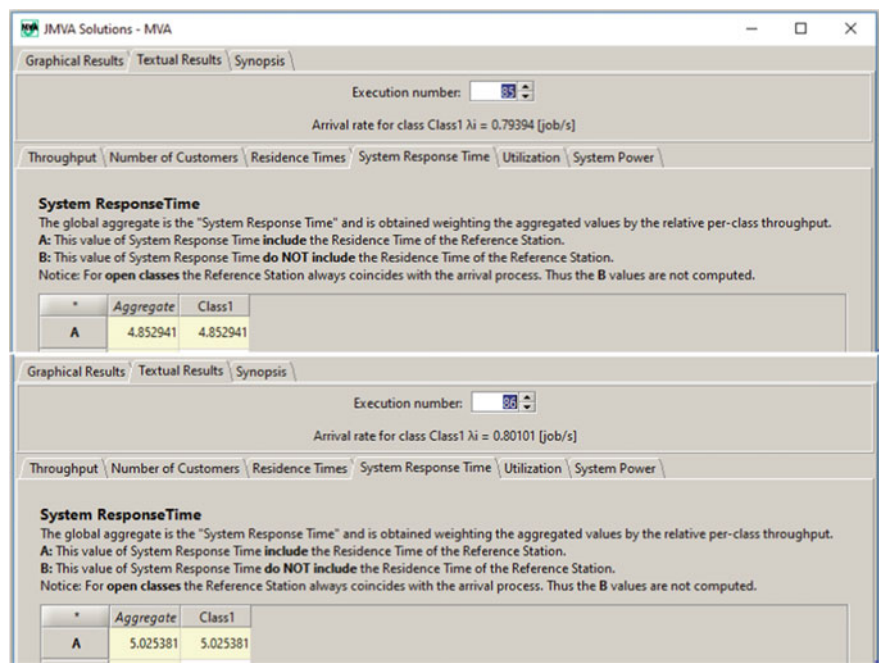 JMVA Solutions - MVA
Graphical Results Textual Results Synopsis
Execution number: 85
Arrival rate for class Class1 λi = 0.79394 [job/s]
Throughput Number of Customers Residence Times System Response Time Utilization System Power
System ResponseTime
The global aggregate is the "System Response Time" and is obtained weighting the aggregated values by the relative per-class throughput.
A: This value of System Response Time include the Residence Time of the Reference Station.
B: This value of System Response Time do NOT include the Residence Time of the Reference Station.
Notice: For open classes the Reference Station always coincides with the arrival process. Thus the B values are not computed.
* Aggregate Class1
A 4.852941 4.852941
Graphical Results Textual Results Synopsis
Execution number: 86
Arrival rate for class Class1 λi = 0.80101 [job/s]
Throughput Number of Customers Residence Times System Response Time Utilization System Power
System ResponseTime
The global aggregate is the "System Response Time" and is obtained weighting the aggregated values by the relative per-class throughput.
A: This value of System Response Time include the Residence Time of the Reference Station.
B: This value of System Response Time do NOT include the Residence Time of the Reference Station.
Notice: For open classes the Reference Station always coincides with the arrival process. Thus the B values are not computed.
* Aggregate Class1
A 5.025381 5.025381